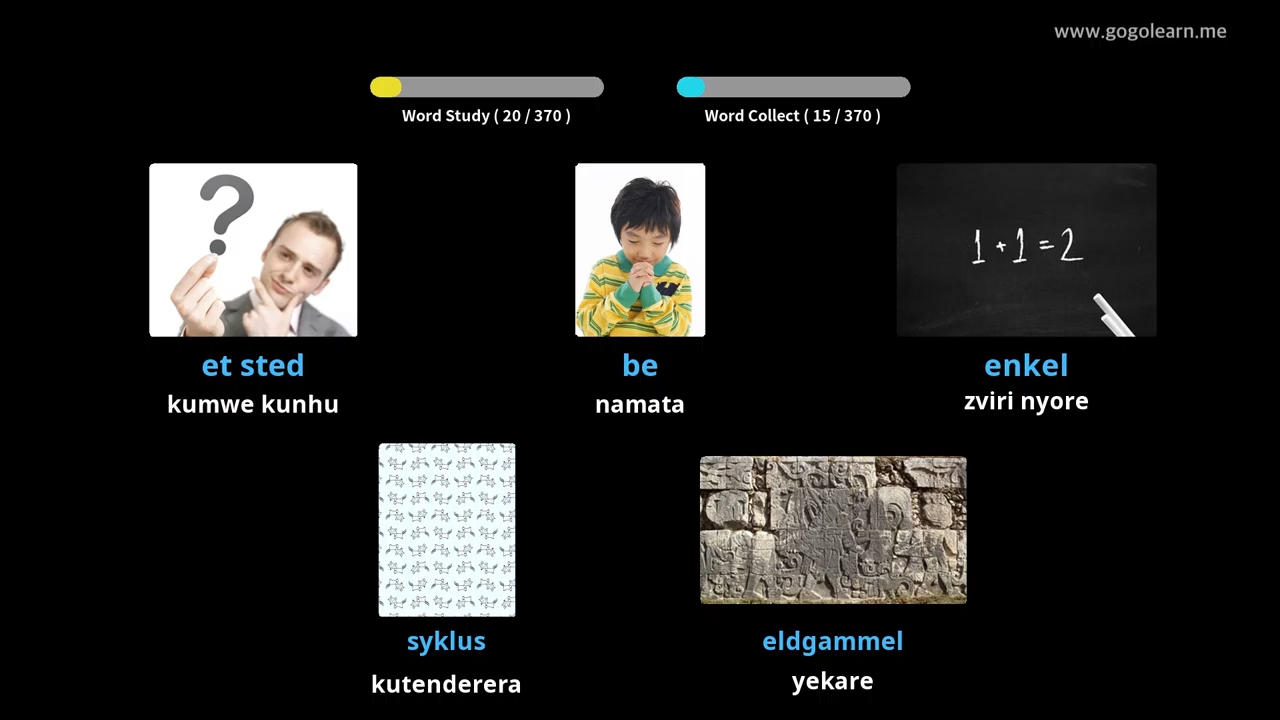 www.gogolearn.me
Word Study ( 20 / 370 )
Word Collect ( 15 / 370 )
?
1 + 1 = 2
et sted
kumwe kunhu
be
namata
enkel
zviri nyore
syklus
kutenderera
eldgammel
yekare